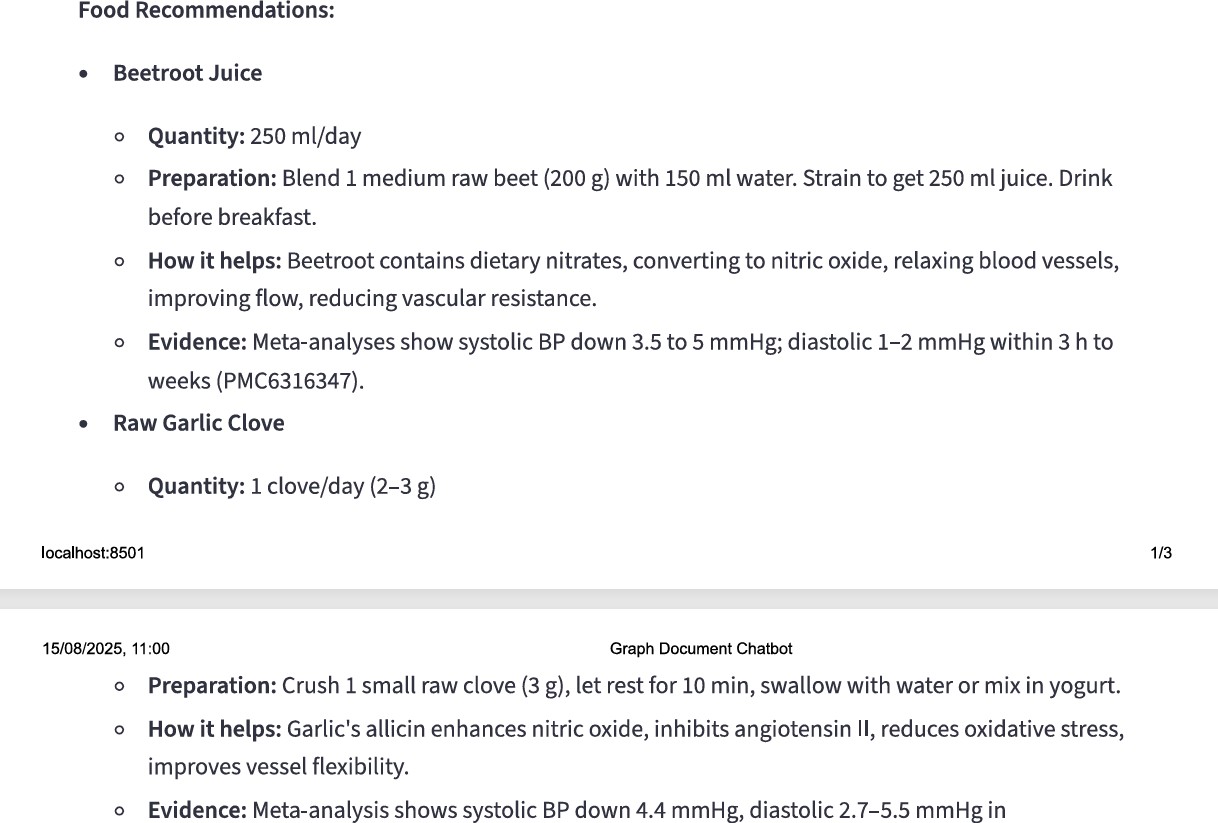 Food Recommendations:
• Beetroot Juice
◦ Quantity: 250 ml/day
◦ Preparation: Blend 1 medium raw beet (200 g) with 150 ml water. Strain to get 250 ml juice. Drink
before breakfast.
◦ How it helps: Beetroot contains dietary nitrates, converting to nitric oxide, relaxing blood vessels,
improving flow, reducing vascular resistance.
◦ Evidence: Meta-analyses show systolic BP down 3.5 to 5 mmHg; diastolic 1–2 mmHg within 3 h to
weeks (PMC6316347).
• Raw Garlic Clove
◦ Quantity: 1 clove/day (2–3 g)
localhost:8501 1/3
15/08/2025, 11:00 Graph Document Chatbot
◦ Preparation: Crush 1 small raw clove (3 g), let rest for 10 min, swallow with water or mix in yogurt.
◦ How it helps: Garlic's allicin enhances nitric oxide, inhibits angiotensin II, reduces oxidative stress,
improves vessel flexibility.
◦ Evidence: Meta-analysis shows systolic BP down 4.4 mmHg, diastolic 2.7–5.5 mmHg in